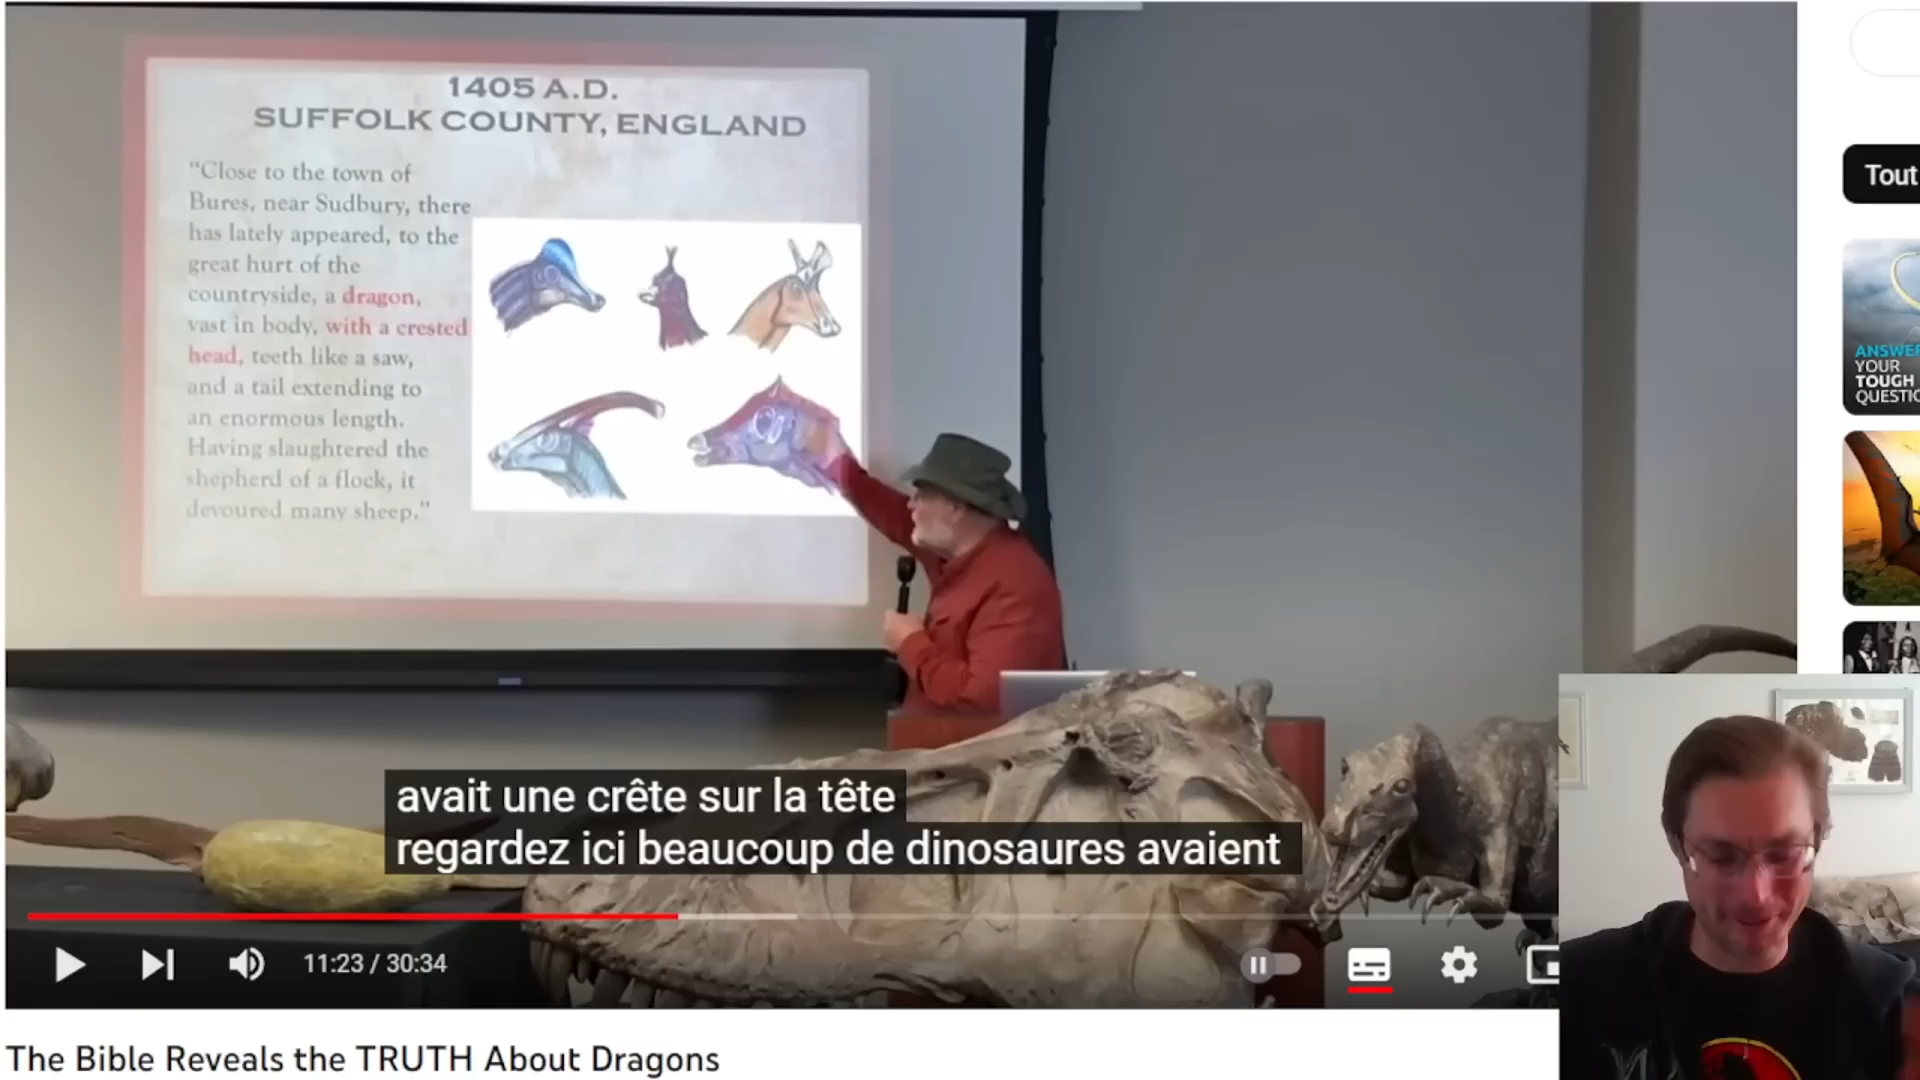 1405 A.D.
SUFFOLK COUNTY, ENGLAND
"Close to the town of
Bures, near Sudbury, there
has lately appeared, to the
great hurt of the
countryside, a dragon,
vast in body, with a crested
head, teeth like a saw,
and a tail extending to
an enormous length.
Having slaughtered the
shepherd of a flock, it
devoured many sheep."
Tout
ANSWE
YOUR
TOUGH
QUESTIO
avait une crête sur la tête
regardez ici beaucoup de dinosaures avaient
11:23 / 30:34
The Bible Reveals the TRUTH About Dragons